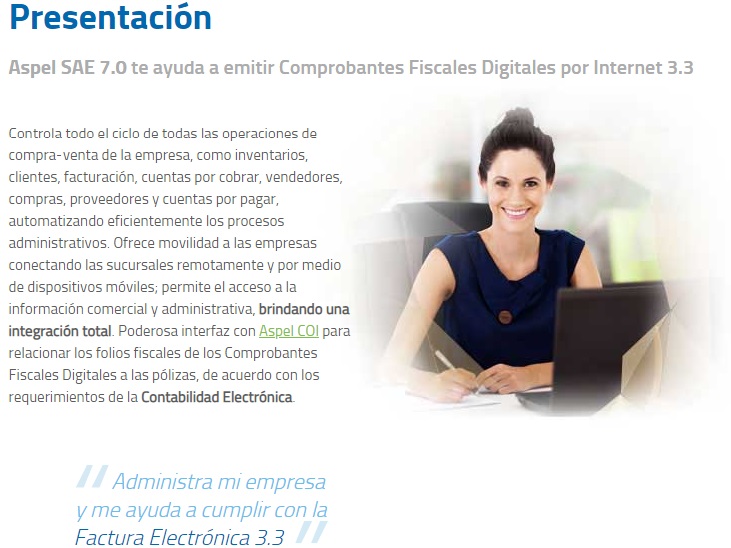 Presentación
Aspel SAE 7.0 te ayuda a emitir Comprobantes Fiscales Digitales por Internet 3.3
Controla todo el ciclo de todas las operaciones de
compra-venta de la empresa, como inventarios,
clientes, facturación, cuentas por cobrar, vendedores,
compras, proveedores y cuentas por pagar,
automatizando eficientemente los procesos
administrativos. Ofrece movilidad a las empresas
conectando las sucursales remotamente y por medio
de dispositivos móviles; permite el acceso a la
información comercial y administrativa, brindando una
integración total. Poderosa interfaz con Aspel COI para
relacionar los folios fiscales de los Comprobantes
Fiscales Digitales a las pólizas, de acuerdo con los
requerimientos de la Contabilidad Electrónica.
"Administra mi empresa
y me ayuda a cumplir con la
Factura Electrónica 3.3"